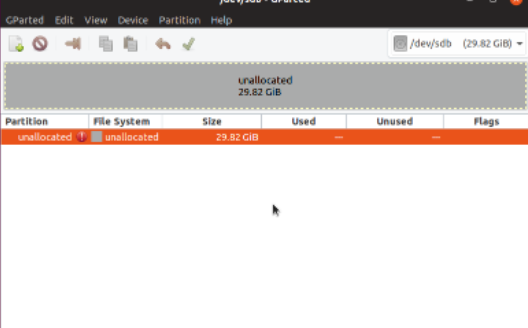 /dev/sdb - GParted
GParted Edit View Device Partition Help
/dev/sdb (29.82 GiB)
unallocated
29.82 GiB
Partition File System Size Used Unused Flags
unallocated unallocated 29.82 GiB — —